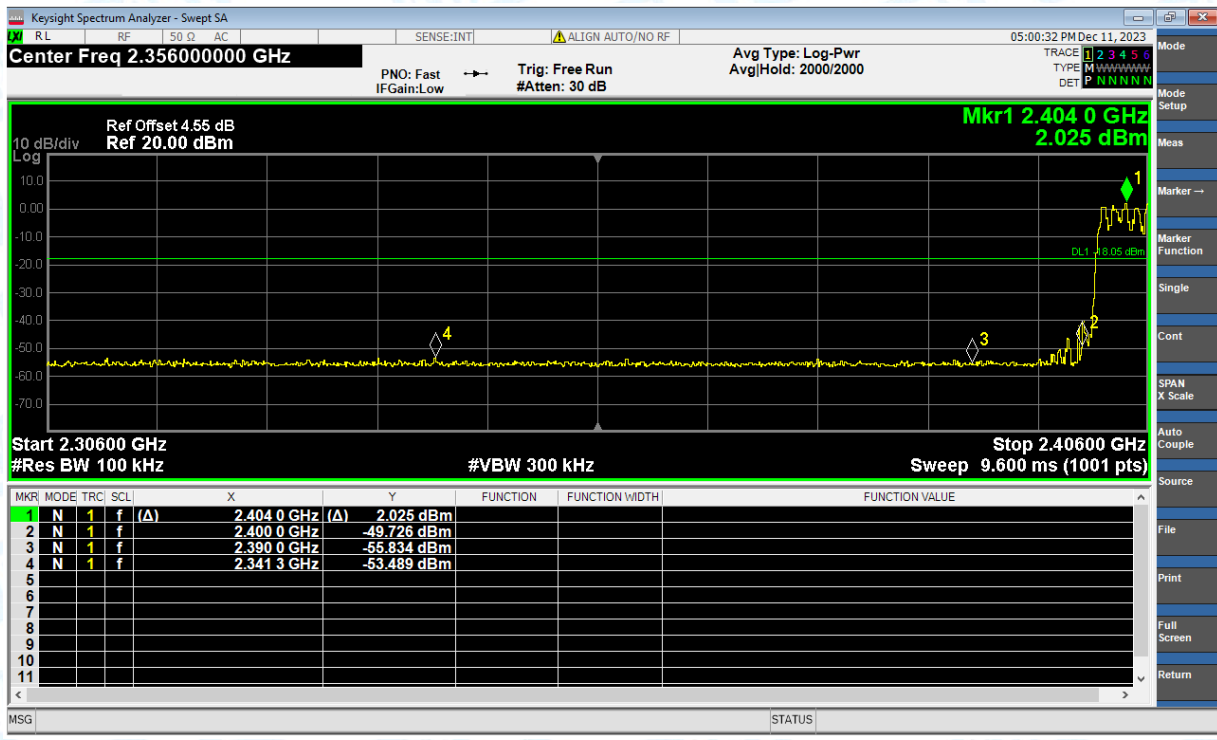 Keysight Spectrum Analyzer - Swept SA
LXI RL RF 50 Ω AC SENSE:INT ALIGN AUTO/NO RF 05:00:32 PM Dec 11, 2023
Center Freq 2.356000000 GHz
PNO: Fast
IFGain:Low
Trig: Free Run
#Atten: 30 dB
Avg Type: Log-Pwr
Avg|Hold: 2000/2000
TRACE 1 2 3 4 5 6
TYPE M W W W W W
DET P N N N N N
Mkr1 2.404 0 GHz
2.025 dBm
Ref Offset 4.55 dB
10 dB/div Ref 20.00 dBm
Log
10.0
0.00
-10.0
-20.0
-30.0
-40.0
-50.0
-60.0
-70.0
1
DL1 -18.05 dBm
2
3
4
Start 2.30600 GHz Stop 2.40600 GHz
#Res BW 100 kHz #VBW 300 kHz Sweep 9.600 ms (1001 pts)
MKR MODE TRC SCL X Y FUNCTION FUNCTION WIDTH FUNCTION VALUE
1 N 1 f (Δ) 2.404 0 GHz (Δ) 2.025 dBm
2 N 1 f 2.400 0 GHz -49.726 dBm
3 N 1 f 2.390 0 GHz -55.834 dBm
4 N 1 f 2.341 3 GHz -53.489 dBm
5
6
7
8
9
10
11
MSG STATUS
Mode
Mode
Setup
Meas
Marker →
Marker
Function
Single
Cont
SPAN
X Scale
Auto
Couple
Source
File
Print
Full
Screen
Return